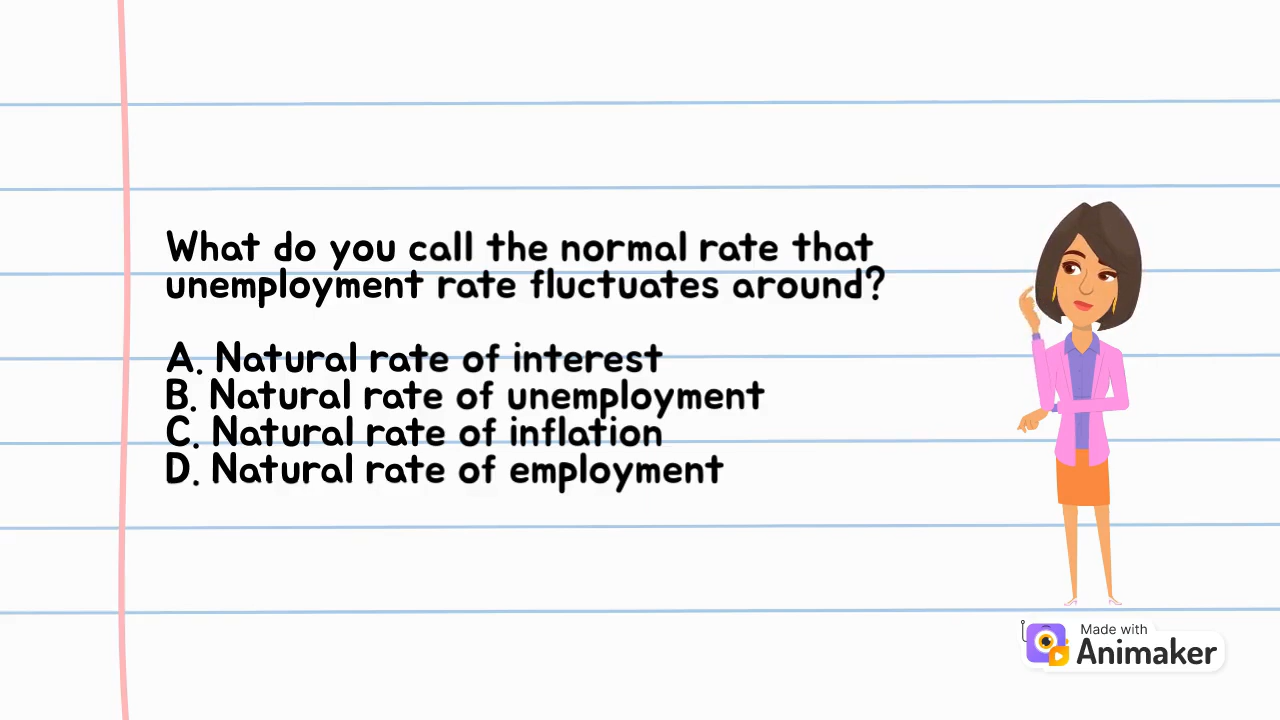 What do you call the normal rate that
unemployment rate fluctuates around?
A. Natural rate of interest
B. Natural rate of unemployment
C. Natural rate of inflation
D. Natural rate of employment
Made with
Animaker